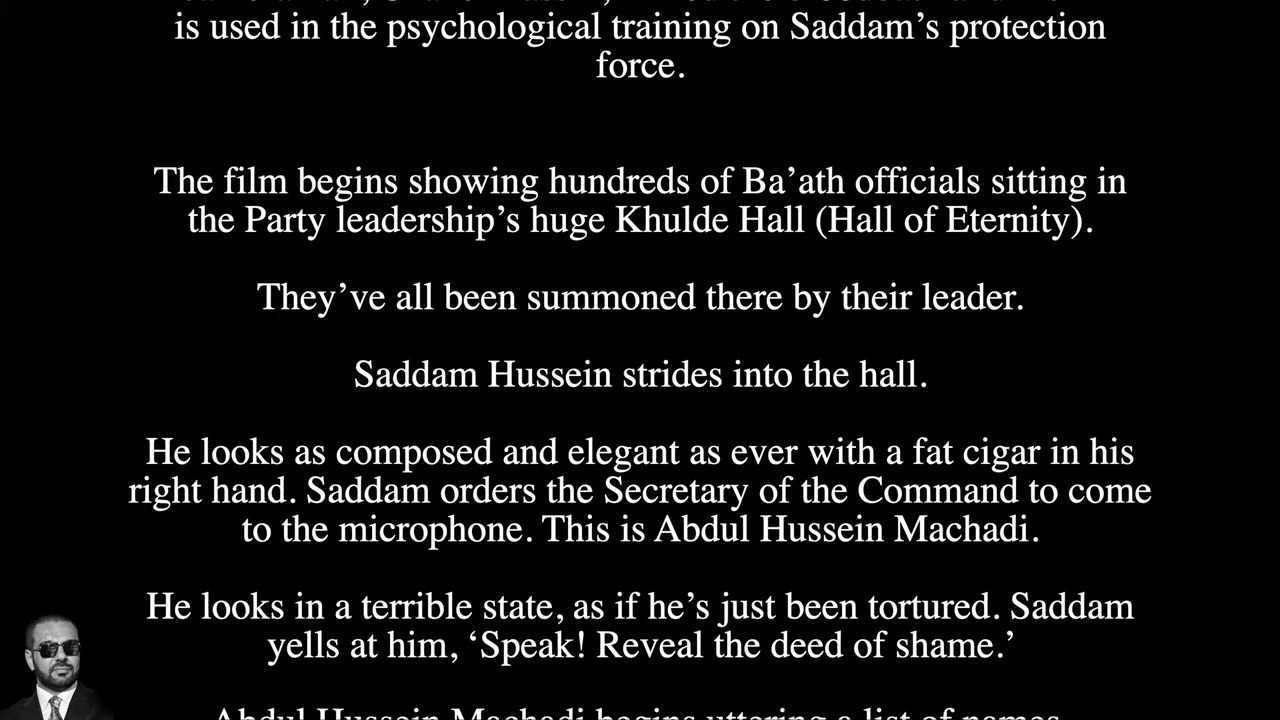 is used in the psychological training on Saddam’s protection
force.
The film begins showing hundreds of Ba’ath officials sitting in
the Party leadership’s huge Khulde Hall (Hall of Eternity).
They’ve all been summoned there by their leader.
Saddam Hussein strides into the hall.
He looks as composed and elegant as ever with a fat cigar in his
right hand. Saddam orders the Secretary of the Command to come
to the microphone. This is Abdul Hussein Machadi.
He looks in a terrible state, as if he’s just been tortured. Saddam
yells at him, ‘Speak! Reveal the deed of shame.’
Abdul Hussein Machadi begins uttering a list of names